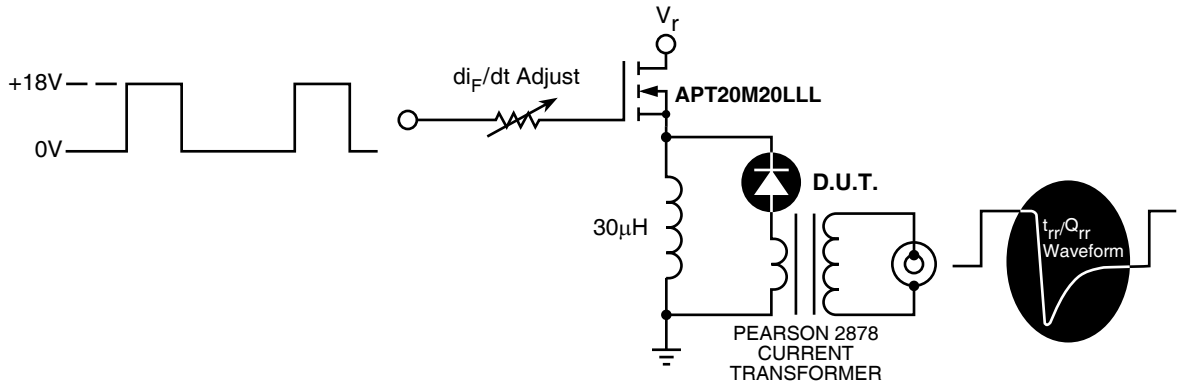 +18V
0V
di_F/dt Adjust
V_r
APT20M20LLL
D.U.T.
30μH
PEARSON 2878
CURRENT
TRANSFORMER
t_rr/Q_rr
Waveform